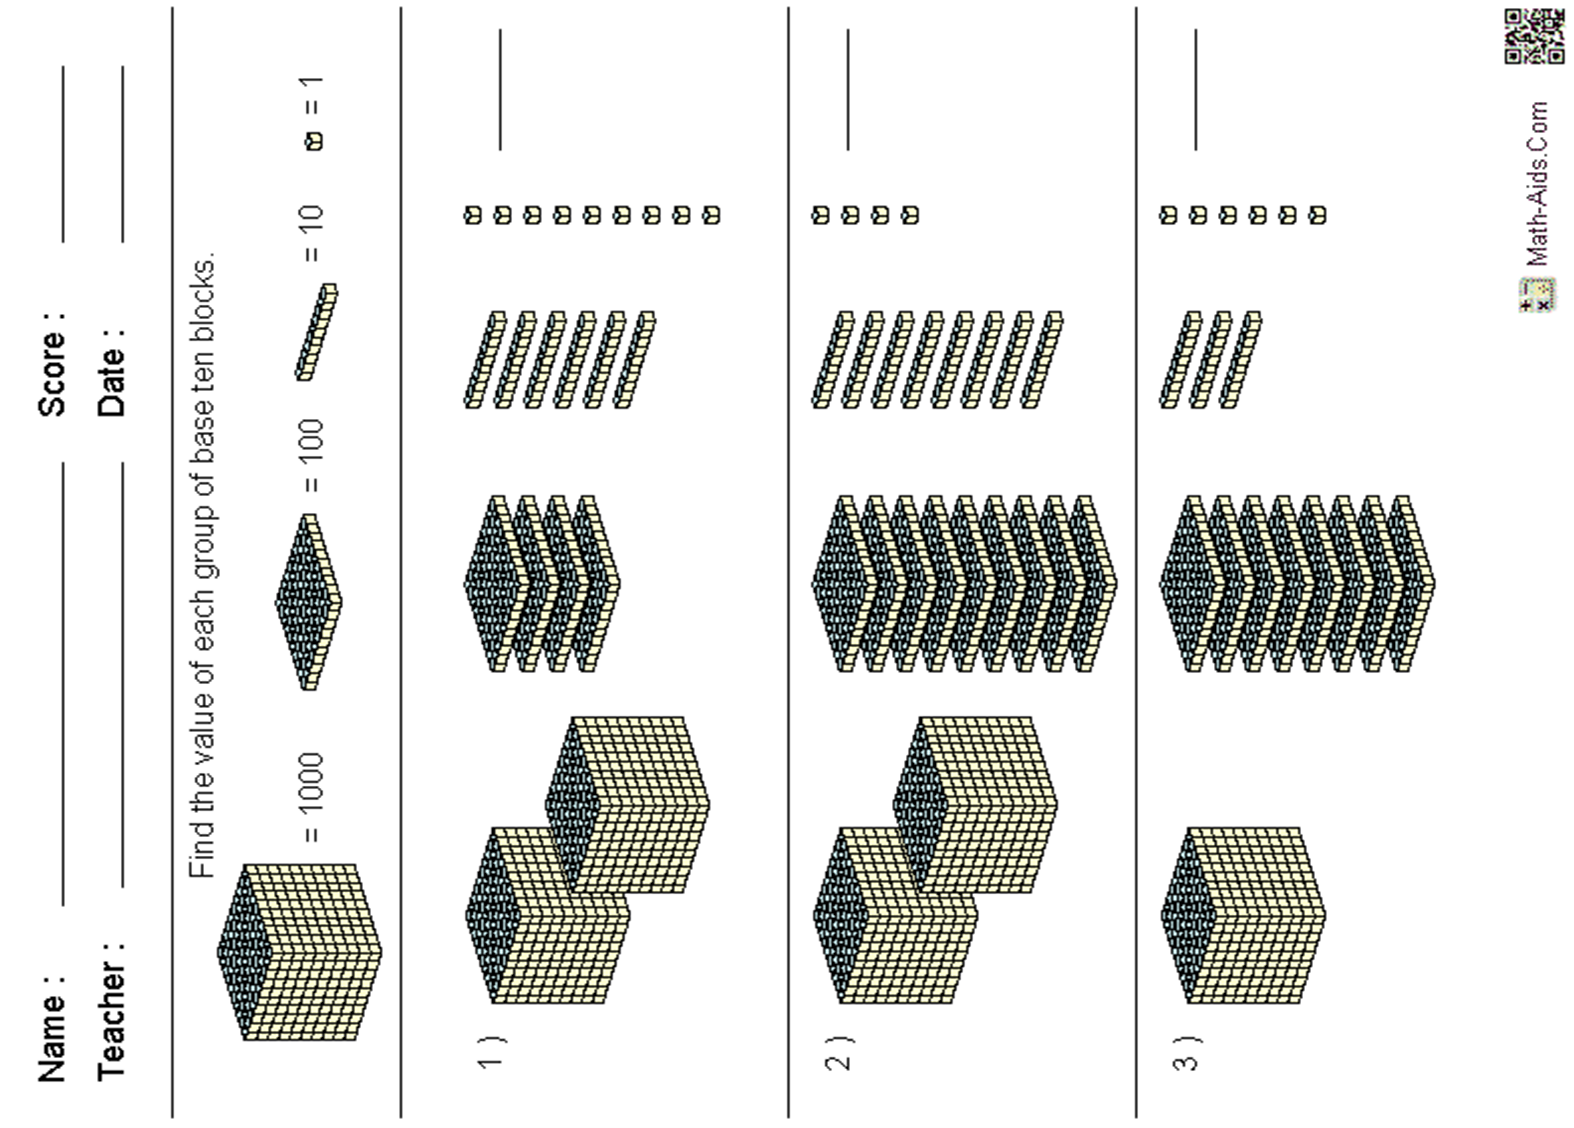 Name : Score :
Teacher : Date :
Find the value of each group of base ten blocks.
= 1000 = 100 = 10 = 1
1 )
2 )
3 )
Math-Aids.Com